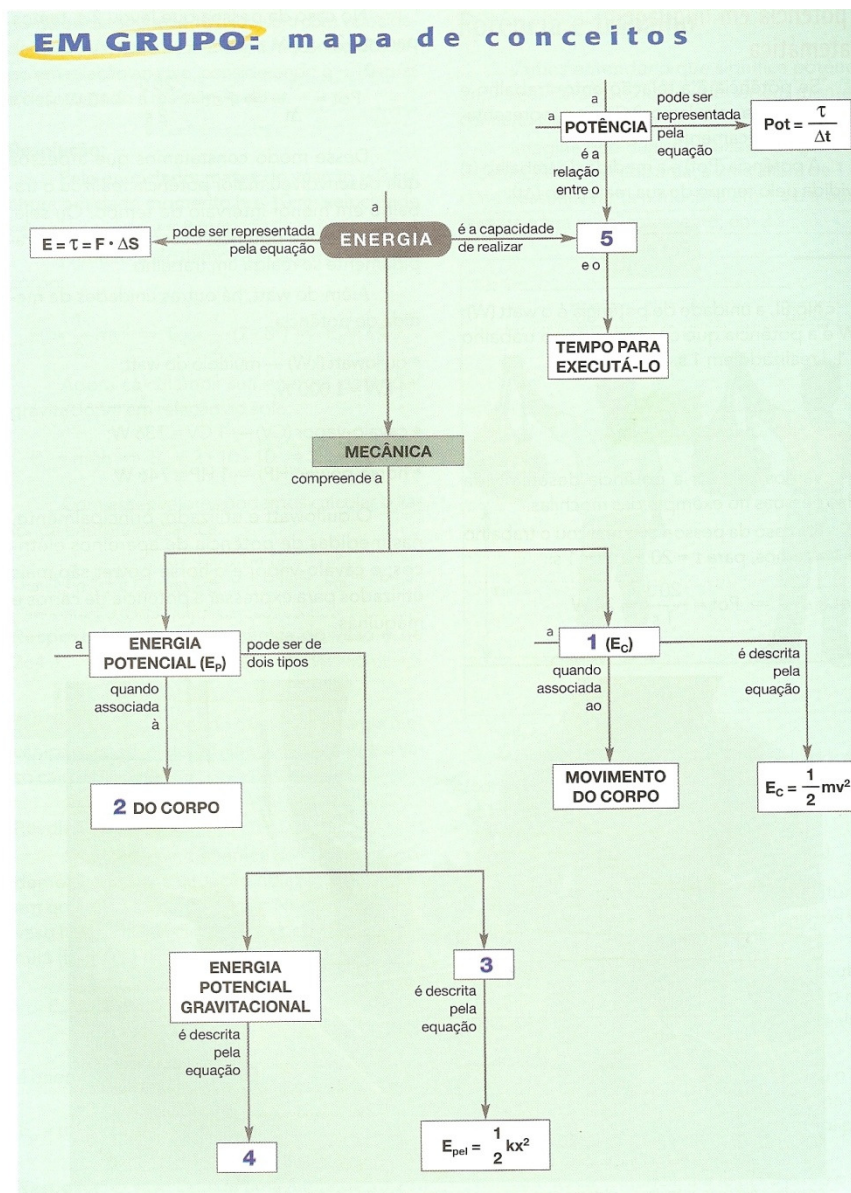 EM GRUPO: mapa de conceitos
a
a
POTÊNCIA
pode ser
representada
pela
equação
Pot = τ / Δt
é a
relação
entre o
a
E = τ = F · ΔS
pode ser representada
pela equação
ENERGIA
é a capacidade
de realizar
5
e o
TEMPO PARA
EXECUTÁ-LO
MECÂNICA
compreende a
a
ENERGIA
POTENCIAL (Eₚ)
pode ser de
dois tipos
quando
associada
à
2 DO CORPO
a
1 (E_C)
quando
associada
ao
MOVIMENTO
DO CORPO
é descrita
pela
equação
E_C = 1/2 mv²
ENERGIA
POTENCIAL
GRAVITACIONAL
é descrita
pela
equação
4
3
é descrita
pela
equação
E_pel = 1/2 kx²